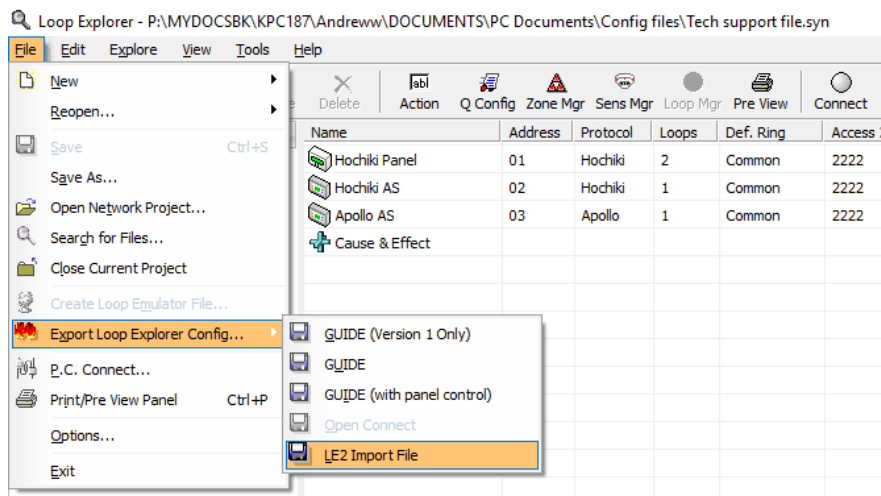 Loop Explorer - P:\MYDOCSBK\KPC187\Andreww\DOCUMENTS\PC Documents\Config files\Tech support file.syn
File Edit Explore View Tools Help
Delete Action Q Config Zone Mgr Sens Mgr Loop Mgr Pre View Connect
New
Reopen...
Save Ctrl+S
Save As...
Open Network Project...
Search for Files...
Close Current Project
Create Loop Emulator File...
Export Loop Explorer Config...
P.C. Connect...
Print/Pre View Panel Ctrl+P
Options...
Exit
GUIDE (Version 1 Only)
GUIDE
GUIDE (with panel control)
Open Connect
LE2 Import File
Name Address Protocol Loops Def. Ring Access
Hochiki Panel 01 Hochiki 2 Common 2222
Hochiki AS 02 Hochiki 1 Common 2222
Apollo AS 03 Apollo 1 Common 2222
Cause & Effect